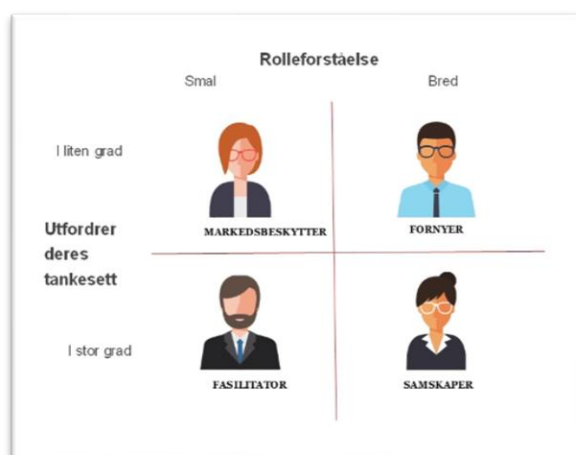 Rolleforståelse
Smal
Bred
I liten grad
MARKEDSBESKYTTER
FORNYER
Utfordrer
deres
tankesett
I stor grad
FASILITATOR
SAMSKAPER